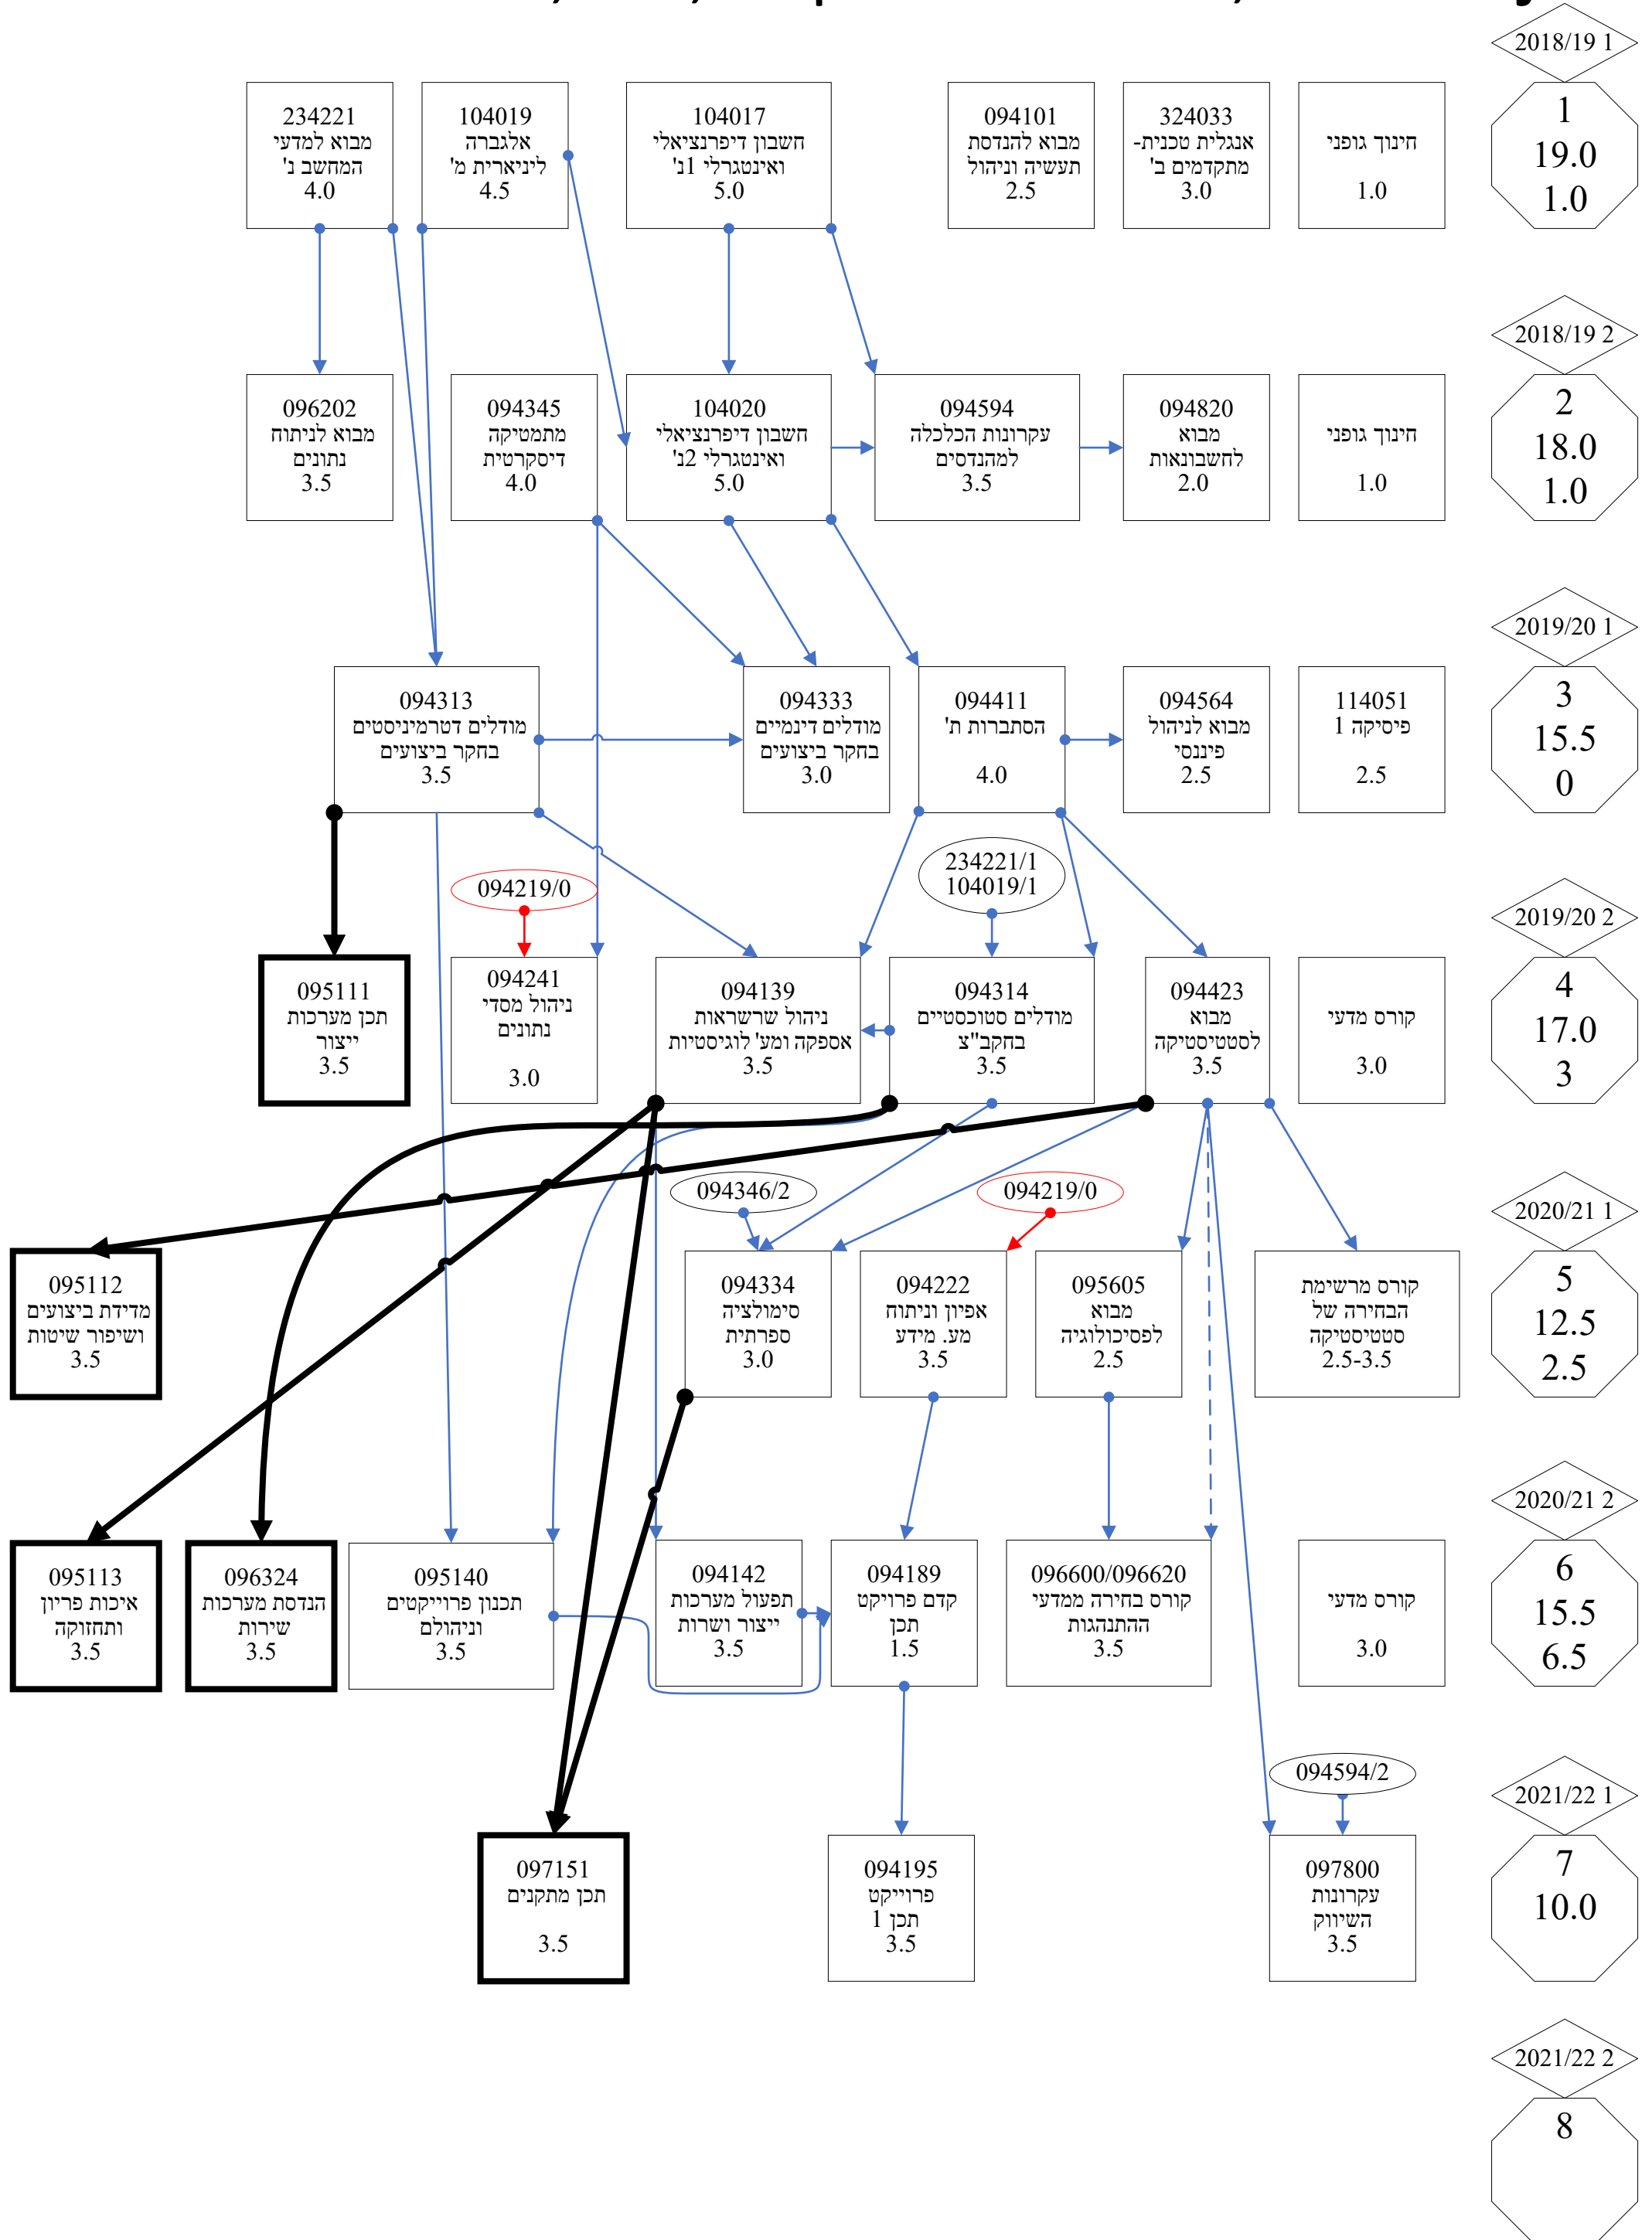 2018/19 1
1
19.0
1.0
חינוך גופני
1.0
324033
אנגלית טכנית-
מתקדמים ב'
3.0
094101
מבוא להנדסת
תעשיה וניהול
2.5
104017
חשבון דיפרנציאלי
ואינטגרלי 1נ'
5.0
104019
אלגברה
ליניארית מ'
4.5
234221
מבוא למדעי
המחשב נ'
4.0
2018/19 2
2
18.0
1.0
חינוך גופני
1.0
094820
מבוא
לחשבונאות
2.0
094594
עקרונות הכלכלה
למהנדסים
3.5
104020
חשבון דיפרנציאלי
ואינטגרלי 2נ'
5.0
094345
מתמטיקה
דיסקרטית
4.0
096202
מבוא לניתוח
נתונים
3.5
2019/20 1
3
15.5
0
114051
פיסיקה 1
2.5
094564
מבוא לניהול
פיננסי
2.5
094411
הסתברות ת'
4.0
094333
מודלים דינמיים
בחקר ביצועים
3.0
094313
מודלים דטרמיניסטים
בחקר ביצועים
3.5
234221/1
104019/1
094219/0
2019/20 2
4
17.0
3
קורס מדעי
3.0
094423
מבוא
לסטטיסטיקה
3.5
094314
מודלים סטוכסטיים
בחקב"צ
3.5
094139
ניהול שרשראות
אספקה ומע' לוגיסטיות
3.5
094241
ניהול מסדי
נתונים
3.0
095111
תכן מערכות
ייצור
3.5
094219/0
094346/2
2020/21 1
5
12.5
2.5
קורס מרשימת
הבחירה של
סטטיסטיקה
2.5-3.5
095605
מבוא
לפסיכולוגיה
2.5
094222
אפיון וניתוח
מע. מידע
3.5
094334
סימולציה
ספרתית
3.0
095112
מדידת ביצועים
ושיפור שיטות
3.5
2020/21 2
6
15.5
6.5
קורס מדעי
3.0
096600/096620
קורס בחירה ממדעי
ההתנהגות
3.5
094189
קדם פרויקט
תכן
1.5
094142
תפעול מערכות
ייצור ושרות
3.5
095140
תכנון פרוייקטים
וניהולם
3.5
096324
הנדסת מערכות
שירות
3.5
095113
איכות פריון
ותחזוקה
3.5
094594/2
2021/22 1
7
10.0
097800
עקרונות
השיווק
3.5
094195
פרוייקט
תכן 1
3.5
097151
תכן מתקנים
3.5
2021/22 2
8